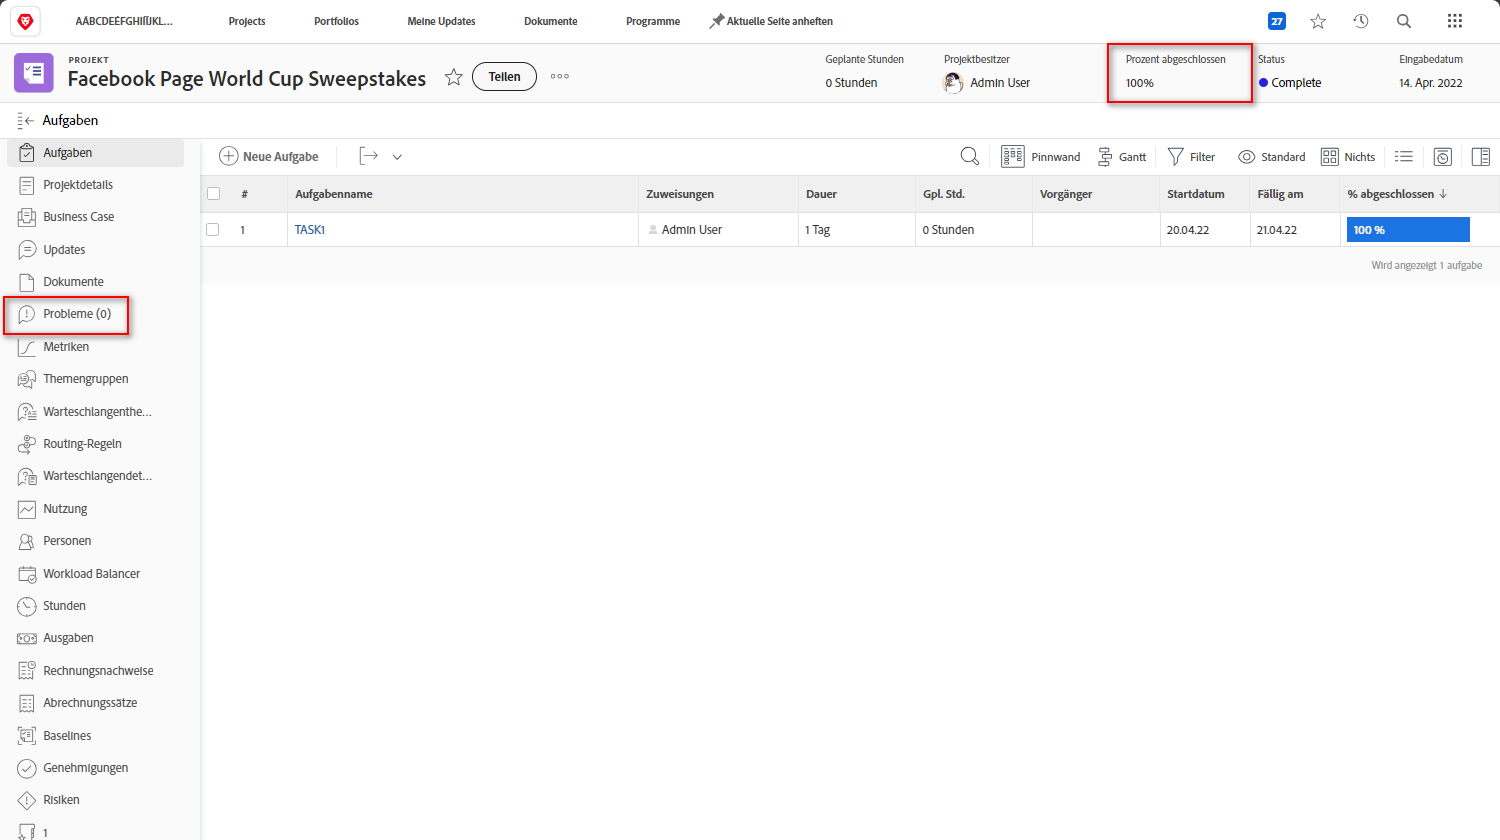 AÁBCDEÉFGHIÍÏJKL...
Projects
Portfolios
Meine Updates
Dokumente
Programme
Aktuelle Seite anheften
27
PROJEKT
Facebook Page World Cup Sweepstakes
Teilen
Geplante Stunden
0 Stunden
Projektbesitzer
Admin User
Prozent abgeschlossen
100%
Status
Complete
Eingabedatum
14. Apr. 2022
Aufgaben
Aufgaben
Projektdetails
Business Case
Updates
Dokumente
Probleme (0)
Metriken
Themengruppen
Warteschlangenthe...
Routing-Regeln
Warteschlangendet...
Nutzung
Personen
Workload Balancer
Stunden
Ausgaben
Rechnungsnachweise
Abrechnungssätze
Baselines
Genehmigungen
Risiken
1
Neue Aufgabe
Pinnwand
Gantt
Filter
Standard
Nichts
# Aufgabenname Zuweisungen Dauer Gpl. Std. Vorgänger Startdatum Fällig am % abgeschlossen
1 TASK1 Admin User 1 Tag 0 Stunden 20.04.22 21.04.22 100 %
Wird angezeigt 1 aufgabe